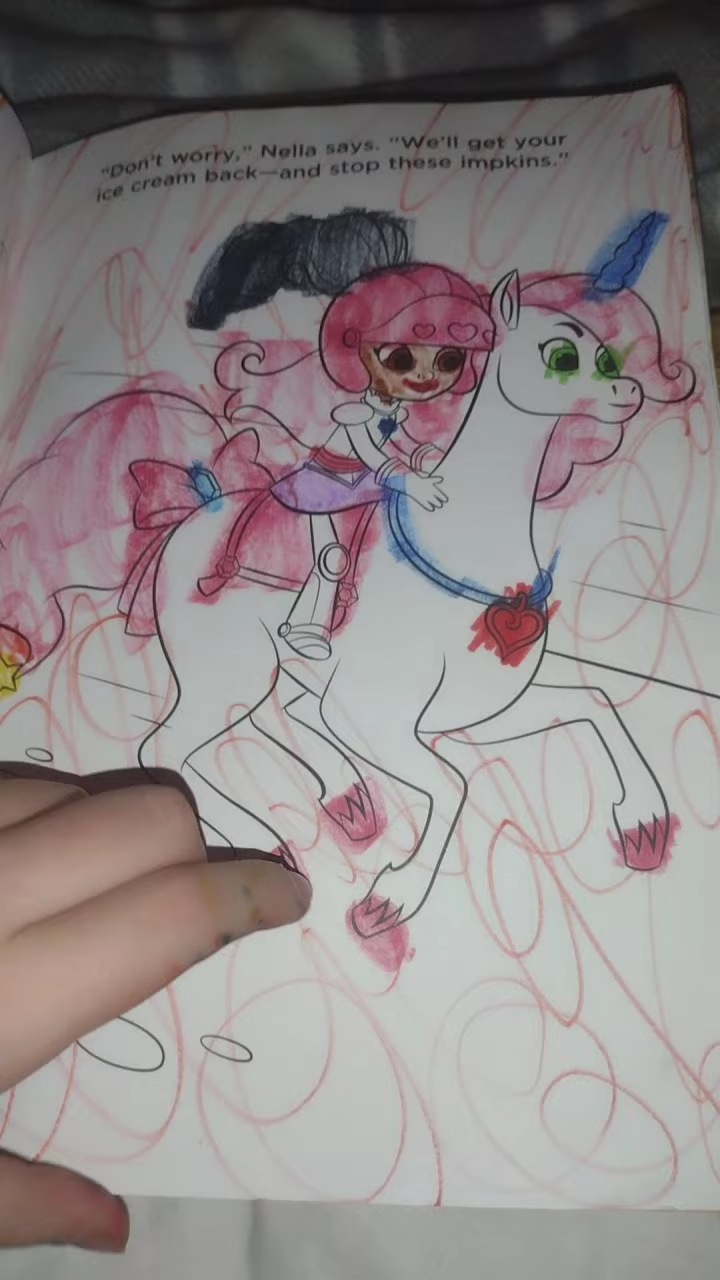 "Don't worry," Nella says. "We'll get your
ice cream back—and stop these impkins."